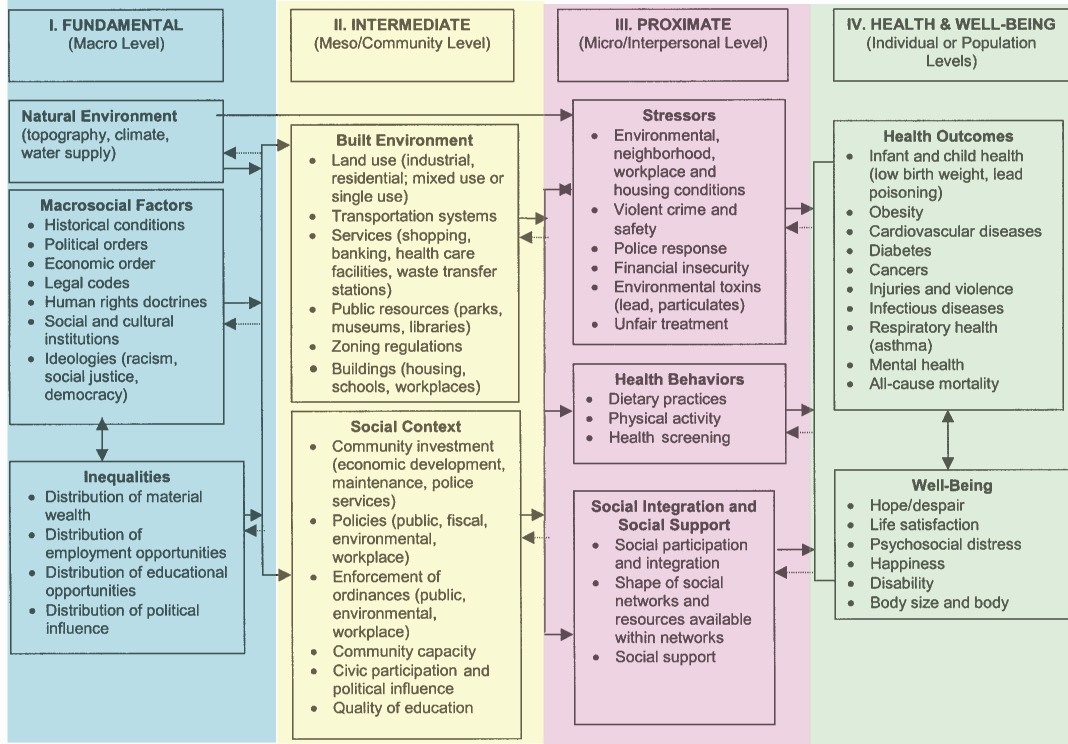 I. FUNDAMENTAL
(Macro Level)
Natural Environment
(topography, climate,
water supply)
Macrosocial Factors
• Historical conditions
• Political orders
• Economic order
• Legal codes
• Human rights doctrines
• Social and cultural
institutions
• Ideologies (racism,
social justice,
democracy)
Inequalities
• Distribution of material
wealth
• Distribution of
employment opportunities
• Distribution of educational
opportunities
• Distribution of political
influence
II. INTERMEDIATE
(Meso/Community Level)
Built Environment
• Land use (industrial,
residential; mixed use or
single use)
• Transportation systems
• Services (shopping,
banking, health care
facilities, waste transfer
stations)
• Public resources (parks,
museums, libraries)
• Zoning regulations
• Buildings (housing,
schools, workplaces)
Social Context
• Community investment
(economic development,
maintenance, police
services)
• Policies (public, fiscal,
environmental,
workplace)
• Enforcement of
ordinances (public,
environmental,
workplace)
• Community capacity
• Civic participation and
political influence
• Quality of education
III. PROXIMATE
(Micro/Interpersonal Level)
Stressors
• Environmental,
neighborhood,
workplace and
housing conditions
• Violent crime and
safety
• Police response
• Financial insecurity
• Environmental toxins
(lead, particulates)
• Unfair treatment
Health Behaviors
• Dietary practices
• Physical activity
• Health screening
Social Integration and
Social Support
• Social participation
and integration
• Shape of social
networks and
resources available
within networks
• Social support
IV. HEALTH & WELL-BEING
(Individual or Population
Levels)
Health Outcomes
• Infant and child health
(low birth weight, lead
poisoning)
• Obesity
• Cardiovascular diseases
• Diabetes
• Cancers
• Injuries and violence
• Infectious diseases
• Respiratory health
(asthma)
• Mental health
• All-cause mortality
Well-Being
• Hope/despair
• Life satisfaction
• Psychosocial distress
• Happiness
• Disability
• Body size and body